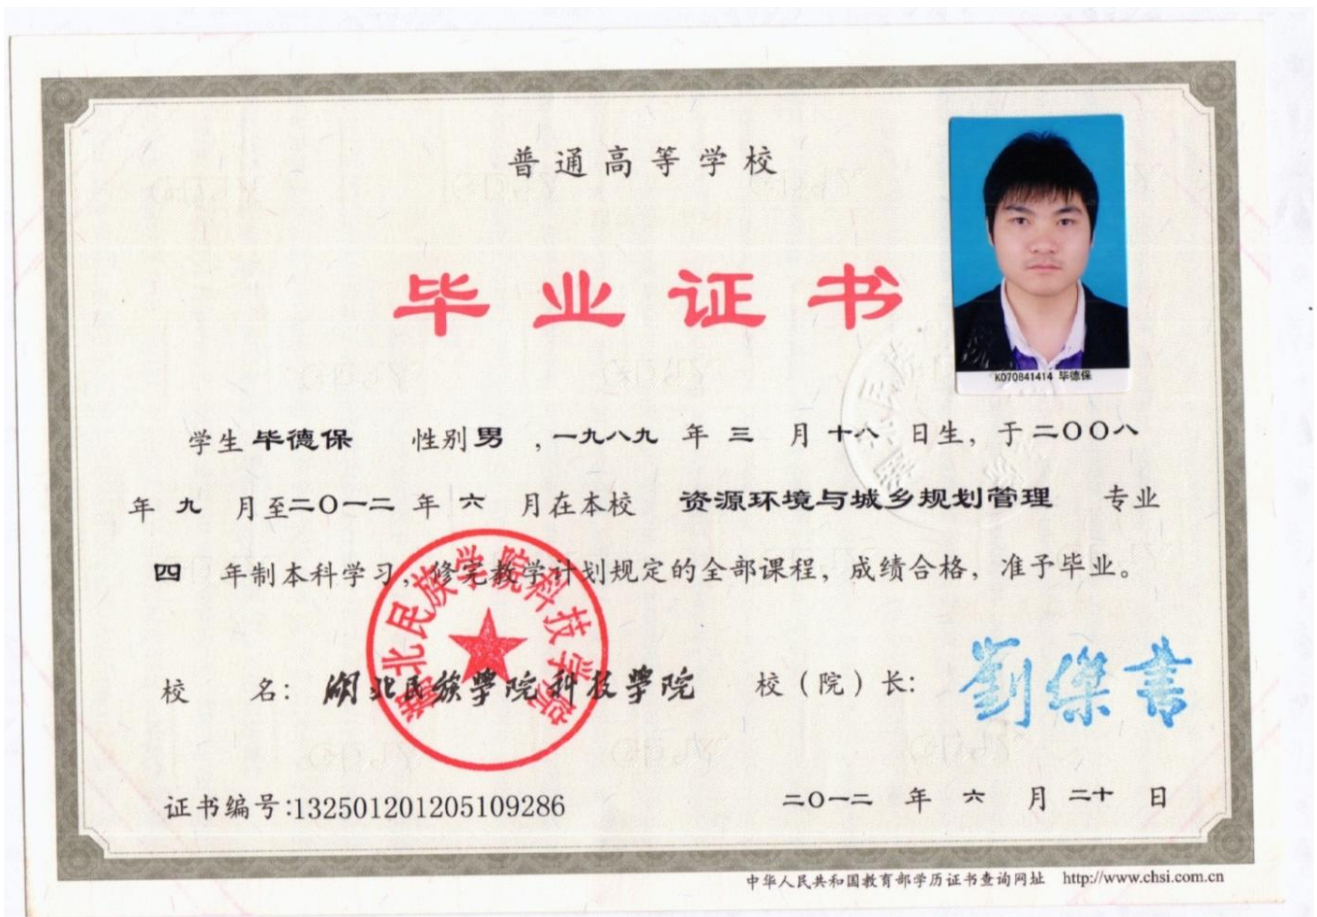 普通高等学校
毕业证书
K070841414 毕德保
学生 毕德保 性别 男 ,一九八九 年 三 月 十八 日生，于 二〇〇八
年 九 月至 二〇一二 年 六 月在本校 资源环境与城乡规划管理 专业
四 年制本科学习，修完教学计划规定的全部课程，成绩合格，准予毕业。
湖北民族学院科技学院
校 名：湖北民族學院科技學院 校（院）长：
证书编号:132501201205109286 二〇一二 年 六 月 二十 日
中华人民共和国教育部学历证书查询网址 http://www.chsi.com.cn